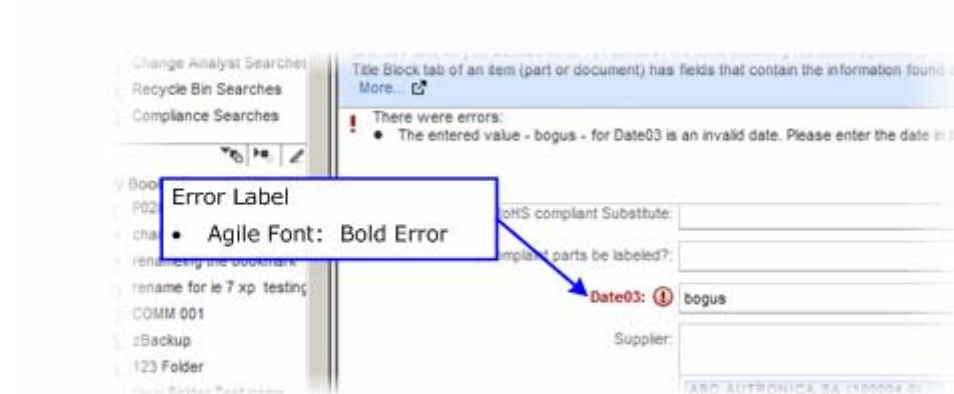 Change Analyst Searches
Recycle Bin Searches
Compliance Searches
Title Block tab of an item (part or document) has fields that contain the information found
More...
! There were errors:
• The entered value - bogus - for Date03 is an invalid date. Please enter the date in
Error Label
• Agile Font: Bold Error
renameing the bookmark
rename for ie 7 xp testing
COMM 001
zBackup
123 Folder
compliant Substitute:
parts be labeled?:
Date03: bogus
Supplier:
ABC AUTRONICA SA